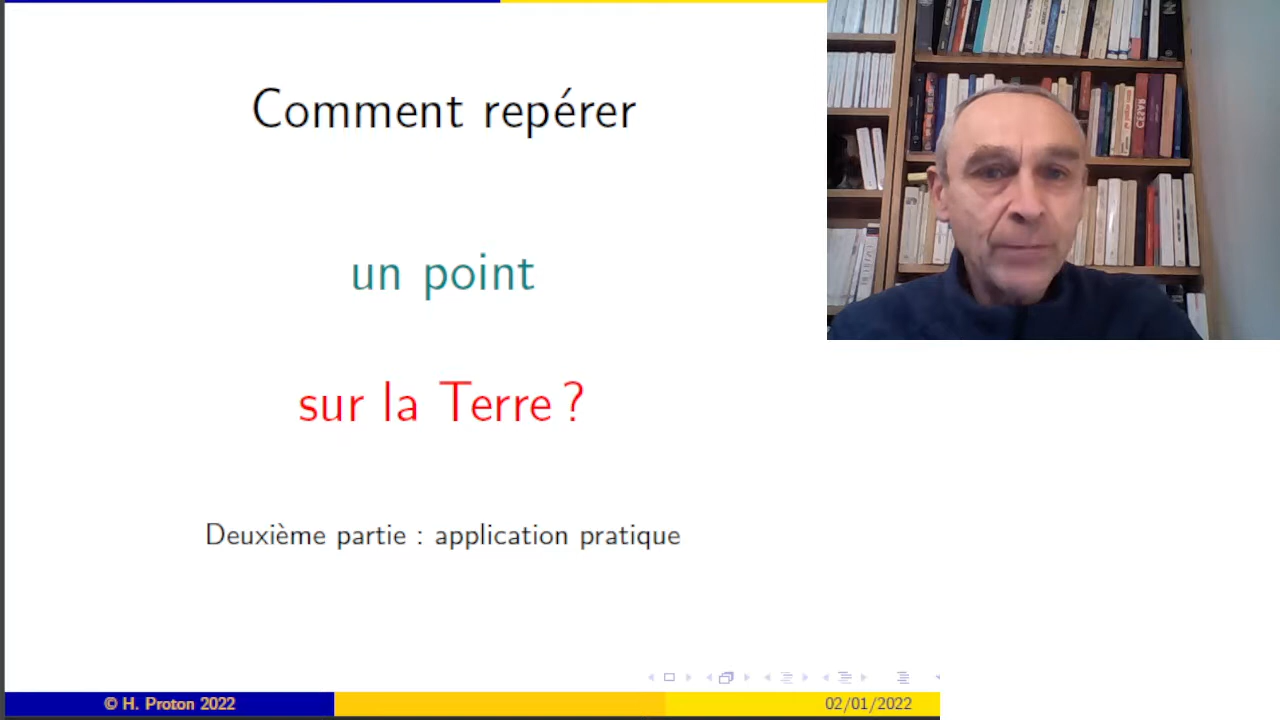 Comment repérer
un point
sur la Terre ?
Deuxième partie : application pratique
© H. Proton 2022
02/01/2022